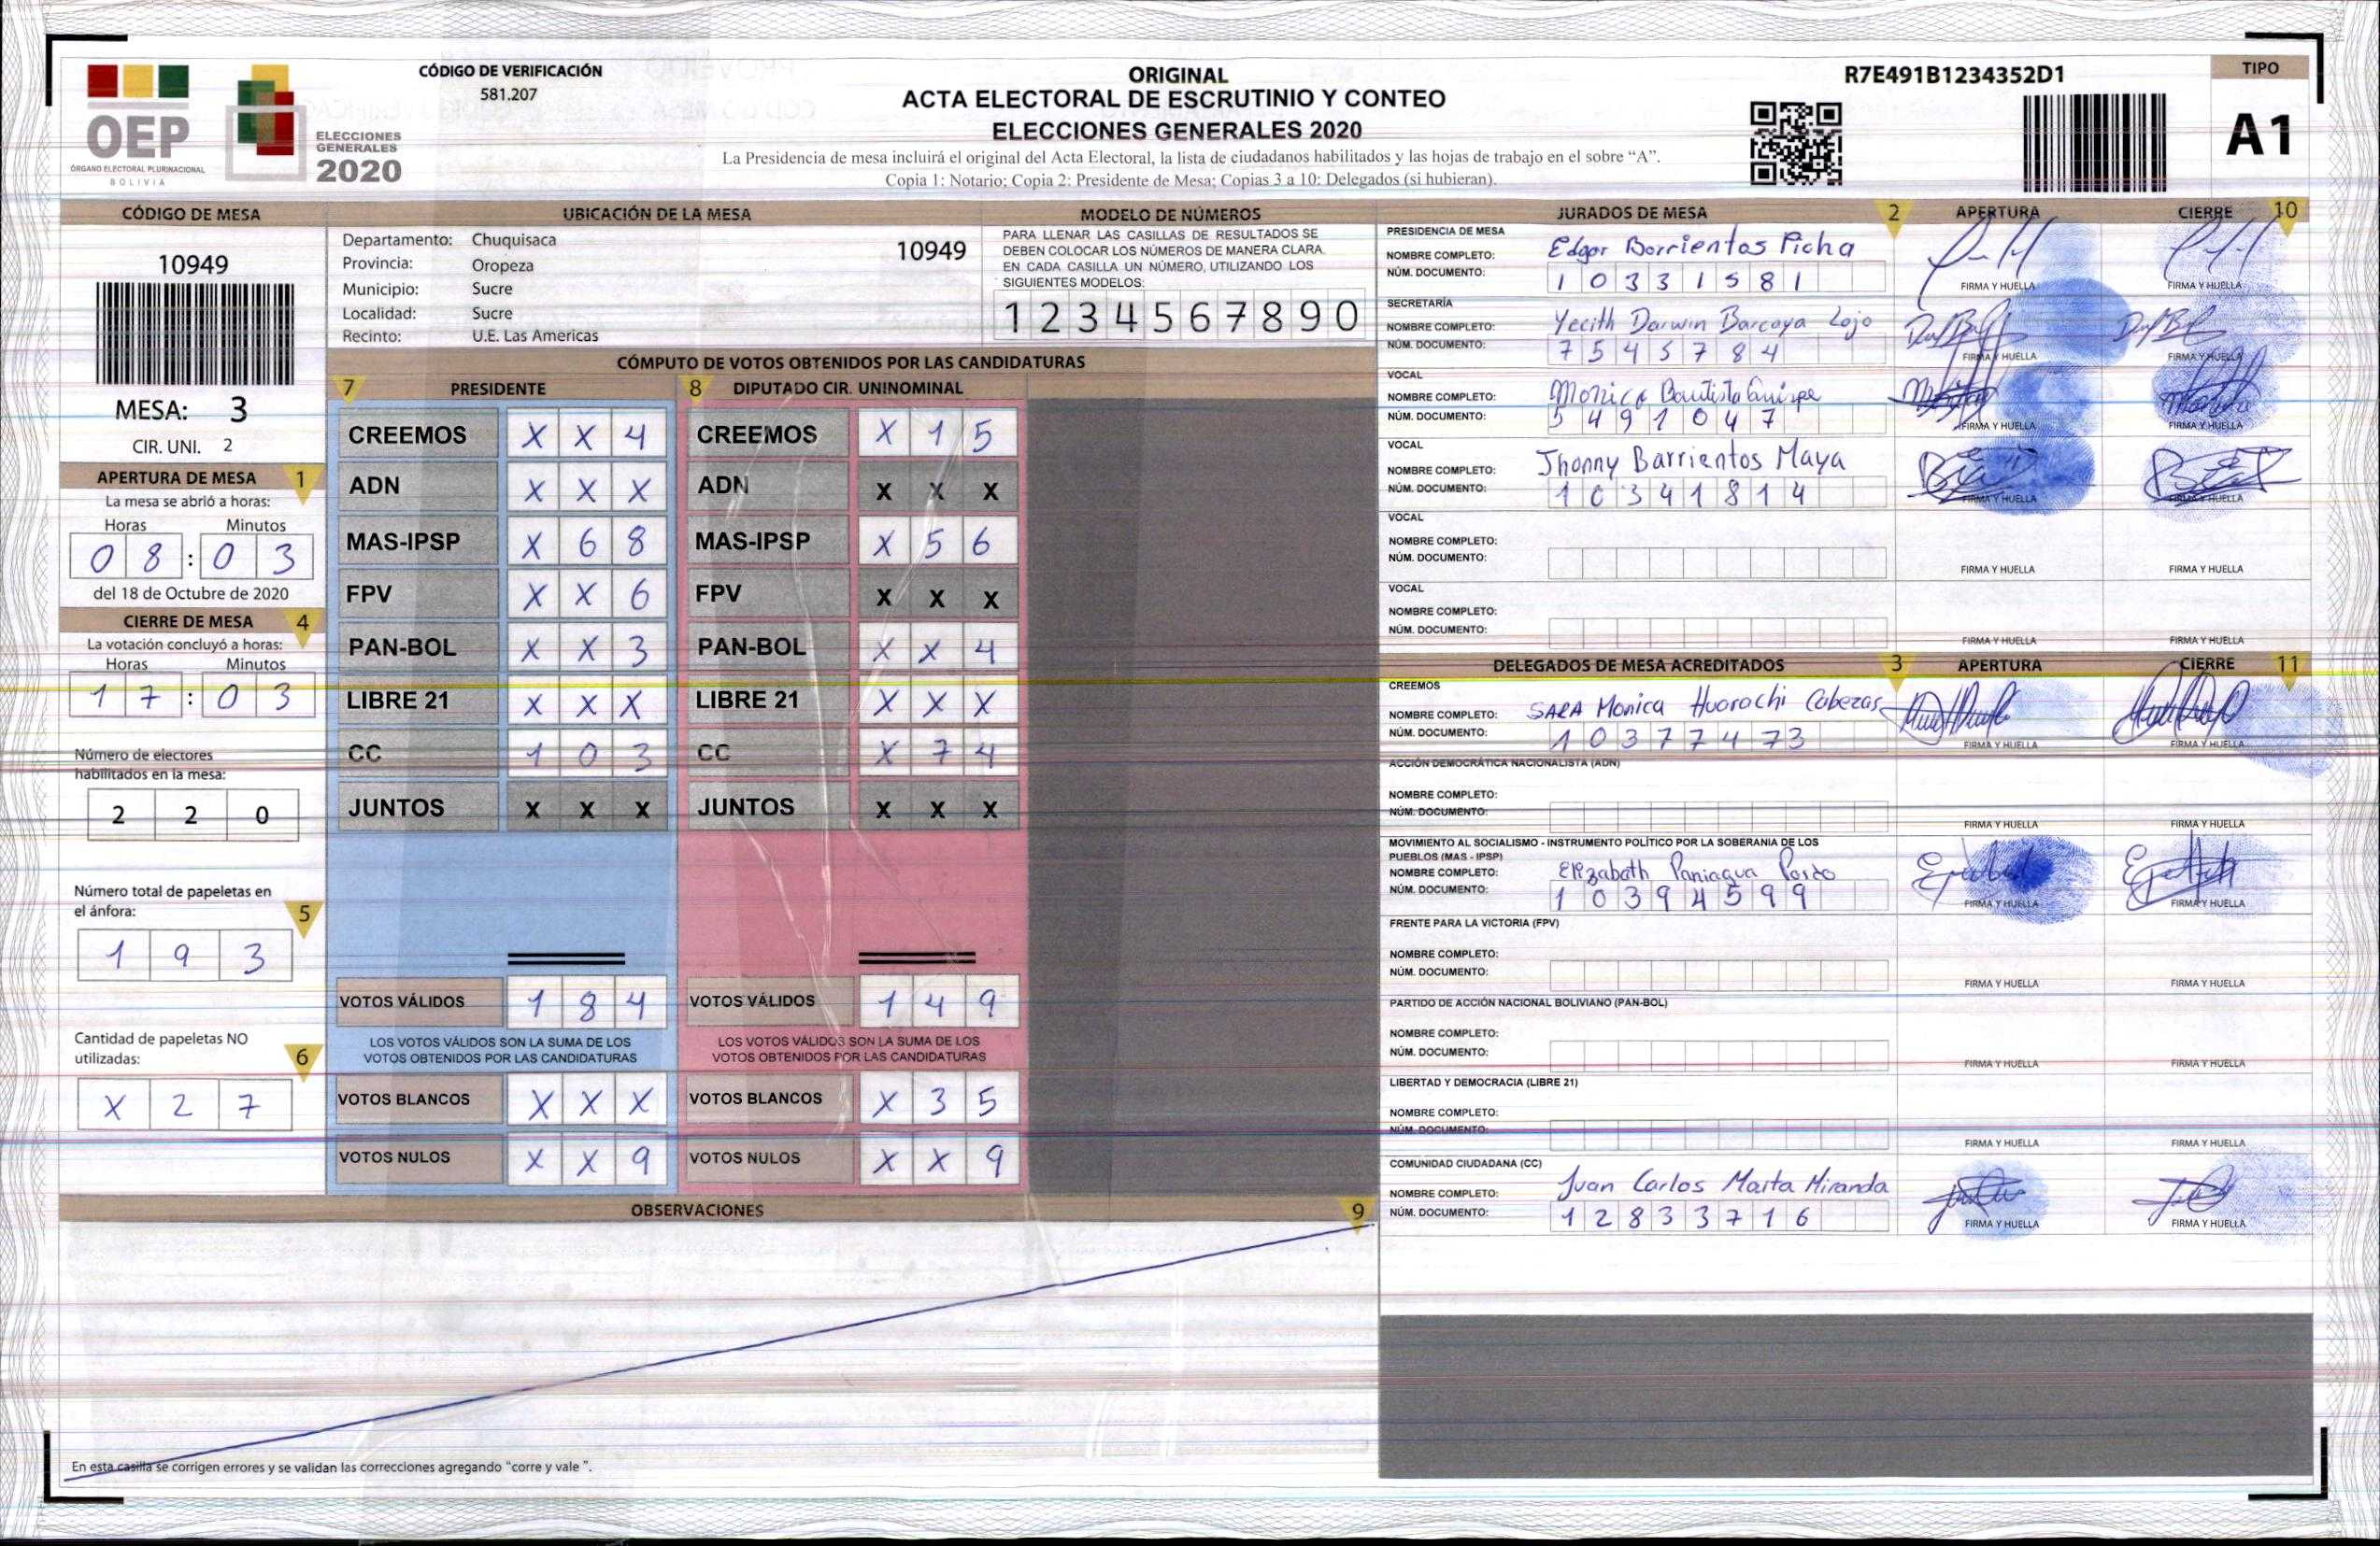 CÓDIGO DE VERIFICACIÓN
581.207
ORIGINAL
ACTA ELECTORAL DE ESCRUTINIO Y CONTEO
ELECCIONES GENERALES 2020
La Presidencia de mesa incluirá el original del Acta Electoral, la lista de ciudadanos habilitados y las hojas de trabajo en el sobre “A”.
Copia 1: Notario; Copia 2: Presidente de Mesa; Copias 3 a 10: Delegados (si hubieran).
R7E491B1234352D1
TIPO
A1
OEP
ÓRGANO ELECTORAL PLURINACIONAL
BOLIVIA
ELECCIONES
GENERALES
2020
CÓDIGO DE MESA
10949
MESA: 3
CIR. UNI. 2
APERTURA DE MESA 1
La mesa se abrió a horas:
Horas Minutos
0 8 : 0 3
del 18 de Octubre de 2020
CIERRE DE MESA 4
La votación concluyó a horas:
Horas Minutos
1 7 : 0 3
Número de electores
habilitados en la mesa:
2 2 0
Número total de papeletas en
el ánfora: 5
1 9 3
Cantidad de papeletas NO
utilizadas: 6
X 2 7
UBICACIÓN DE LA MESA
Departamento: Chuquisaca 10949
Provincia: Oropeza
Municipio: Sucre
Localidad: Sucre
Recinto: U.E. Las Americas
MODELO DE NÚMEROS
PARA LLENAR LAS CASILLAS DE RESULTADOS SE
DEBEN COLOCAR LOS NÚMEROS DE MANERA CLARA.
EN CADA CASILLA UN NÚMERO, UTILIZANDO LOS
SIGUIENTES MODELOS:
1 2 3 4 5 6 7 8 9 0
CÓMPUTO DE VOTOS OBTENIDOS POR LAS CANDIDATURAS
7 PRESIDENTE 8 DIPUTADO CIR. UNINOMINAL
CREEMOS X X 4 CREEMOS X 1 5
ADN X X X ADN X X X
MAS-IPSP X 6 8 MAS-IPSP X 5 6
FPV X X 6 FPV X X X
PAN-BOL X X 3 PAN-BOL X X 4
LIBRE 21 X X X LIBRE 21 X X X
CC 1 0 3 CC X 7 4
JUNTOS X X X JUNTOS X X X
VOTOS VÁLIDOS 1 8 4 VOTOS VÁLIDOS 1 4 9
LOS VOTOS VÁLIDOS SON LA SUMA DE LOS LOS VOTOS VÁLIDOS SON LA SUMA DE LOS
VOTOS OBTENIDOS POR LAS CANDIDATURAS VOTOS OBTENIDOS POR LAS CANDIDATURAS
VOTOS BLANCOS X X X VOTOS BLANCOS X 3 5
VOTOS NULOS X X 9 VOTOS NULOS X X 9
OBSERVACIONES 9
En esta casilla se corrigen errores y se validan las correcciones agregando “corre y vale ”.
JURADOS DE MESA 2 APERTURA CIERRE 10
PRESIDENCIA DE MESA
NOMBRE COMPLETO: Edgar Barrientos Picha
NÚM. DOCUMENTO: 1 0 3 3 1 5 8 1
FIRMA Y HUELLA FIRMA Y HUELLA
SECRETARÍA
NOMBRE COMPLETO: Yecith Darwin Barcaya Lojo
NÚM. DOCUMENTO: 7 5 4 5 7 8 4
FIRMA Y HUELLA FIRMA Y HUELLA
VOCAL
NOMBRE COMPLETO: Monica Bautista Quispe
NÚM. DOCUMENTO: 5 4 9 1 0 4 7
FIRMA Y HUELLA FIRMA Y HUELLA
VOCAL
NOMBRE COMPLETO: Jhonny Barrientos Maya
NÚM. DOCUMENTO: 1 0 3 4 1 8 1 4
FIRMA Y HUELLA FIRMA Y HUELLA
VOCAL
NOMBRE COMPLETO:
NÚM. DOCUMENTO:
FIRMA Y HUELLA FIRMA Y HUELLA
VOCAL
NOMBRE COMPLETO:
NÚM. DOCUMENTO:
FIRMA Y HUELLA FIRMA Y HUELLA
DELEGADOS DE MESA ACREDITADOS 3 APERTURA CIERRE 11
CREEMOS
NOMBRE COMPLETO: SARA Monica Huarachi Cabezas
NÚM. DOCUMENTO: 1 0 3 7 7 4 7 3
FIRMA Y HUELLA FIRMA Y HUELLA
ACCIÓN DEMOCRÁTICA NACIONALISTA (ADN)
NOMBRE COMPLETO:
NÚM. DOCUMENTO:
FIRMA Y HUELLA FIRMA Y HUELLA
MOVIMIENTO AL SOCIALISMO - INSTRUMENTO POLÍTICO POR LA SOBERANIA DE LOS
PUEBLOS (MAS - IPSP)
NOMBRE COMPLETO: Elizabeth Paniagua
NÚM. DOCUMENTO: 1 0 3 9 4 5 9 9
FIRMA Y HUELLA FIRMA Y HUELLA
FRENTE PARA LA VICTORIA (FPV)
NOMBRE COMPLETO:
NÚM. DOCUMENTO:
FIRMA Y HUELLA FIRMA Y HUELLA
PARTIDO DE ACCIÓN NACIONAL BOLIVIANO (PAN-BOL)
NOMBRE COMPLETO:
NÚM. DOCUMENTO:
FIRMA Y HUELLA FIRMA Y HUELLA
LIBERTAD Y DEMOCRACIA (LIBRE 21)
NOMBRE COMPLETO:
NÚM. DOCUMENTO:
FIRMA Y HUELLA FIRMA Y HUELLA
COMUNIDAD CIUDADANA (CC)
NOMBRE COMPLETO: Juan Carlos Marta Miranda
NÚM. DOCUMENTO: 1 2 8 3 3 7 1 6
FIRMA Y HUELLA FIRMA Y HUELLA